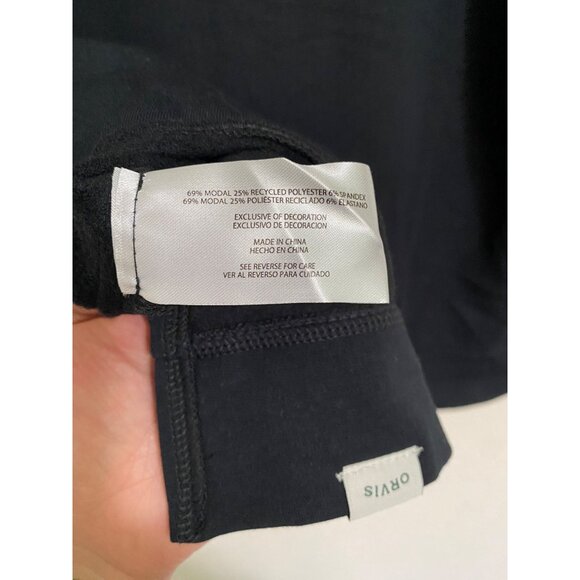 69% MODAL 25% RECYCLED POLYESTER 6% SPANDEX
69% MODAL 25% POLIÉSTER RECICLADO 6% ELASTANO
EXCLUSIVE OF DECORATION
EXCLUSIVO DE DECORACION
MADE IN CHINA
HECHO EN CHINA
SEE REVERSE FOR CARE
VER AL REVERSO PARA CUIDADO
ORVIS